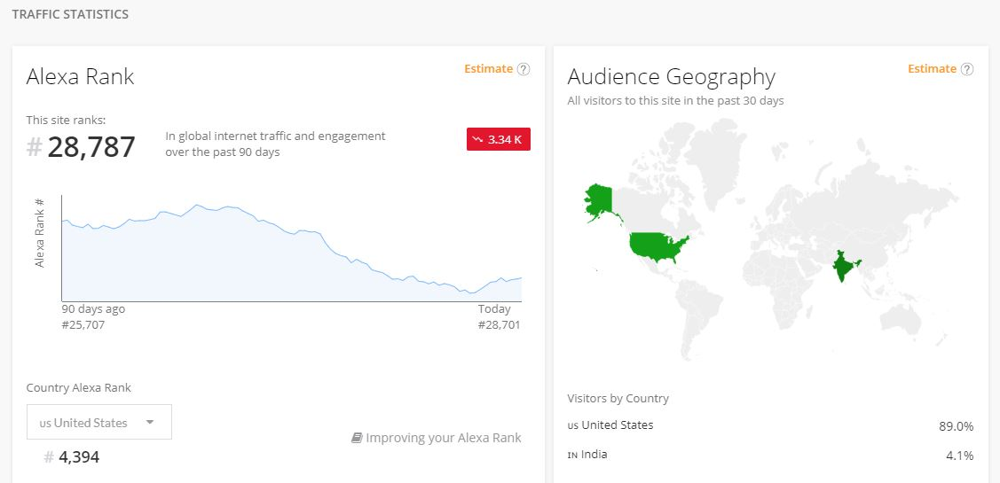 TRAFFIC STATISTICS
Alexa Rank
Estimate ?
This site ranks:
# 28,787
In global internet traffic and engagement
over the past 90 days
3.34 K
Alexa Rank #
90 days ago
#25,707
Today
#28,701
Country Alexa Rank
us United States
# 4,394
Improving your Alexa Rank
Audience Geography
Estimate ?
All visitors to this site in the past 30 days
Visitors by Country
us United States 89.0%
IN India 4.1%